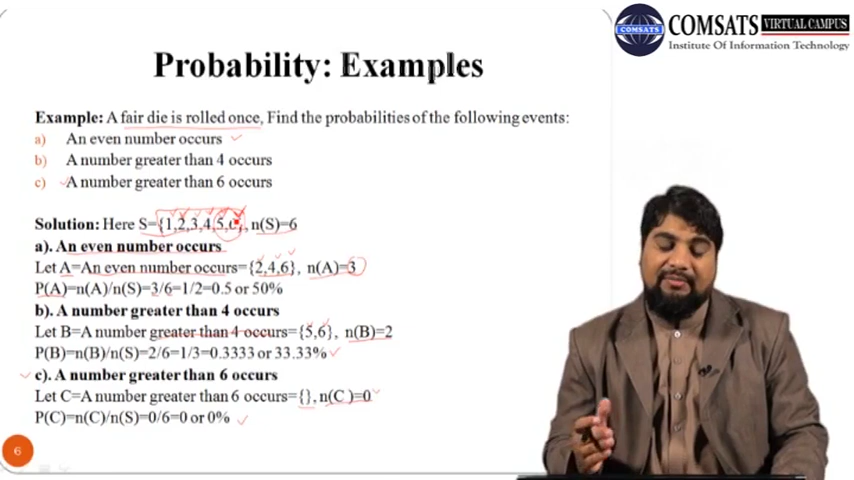 COMSATS VIRTUAL CAMPUS
COMSATS
Institute Of Information Technology
Probability: Examples
Example: A fair die is rolled once, Find the probabilities of the following events:
a) An even number occurs
b) A number greater than 4 occurs
c) A number greater than 6 occurs
Solution: Here S={1,2,3,4,5,6}, n(S)=6
a). An even number occurs
Let A=An even number occurs={2,4,6}, n(A)=3
P(A)=n(A)/n(S)=3/6=1/2=0.5 or 50%
b). A number greater than 4 occurs
Let B=A number greater than 4 occurs={5,6}, n(B)=2
P(B)=n(B)/n(S)=2/6=1/3=0.3333 or 33.33%
c). A number greater than 6 occurs
Let C=A number greater than 6 occurs={}, n(C )=0
P(C)=n(C)/n(S)=0/6=0 or 0%
6